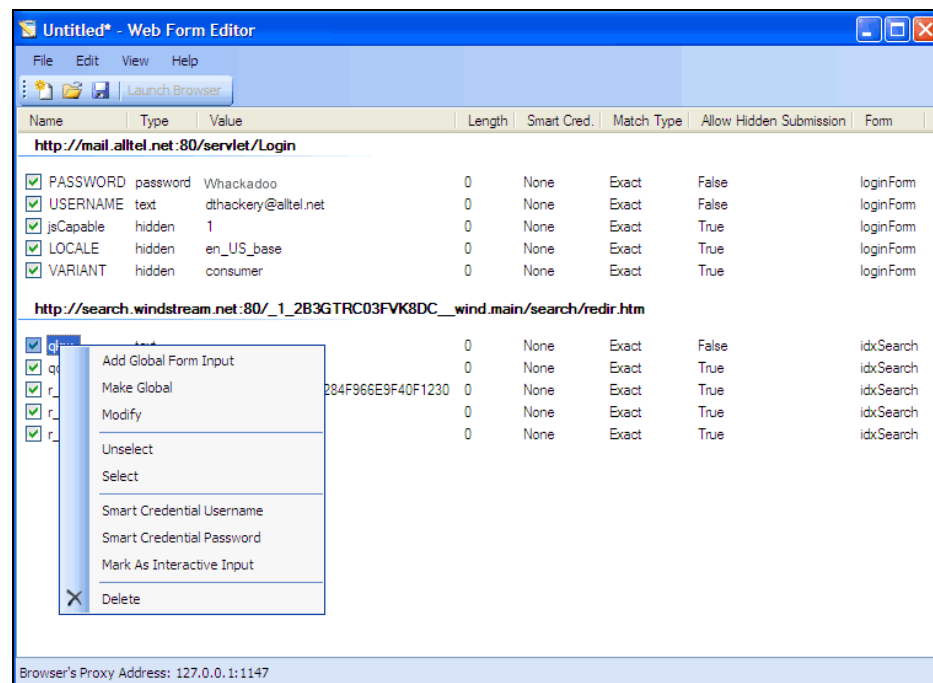 Untitled* - Web Form Editor
File Edit View Help
Launch Browser
Name Type Value Length Smart Cred. Match Type Allow Hidden Submission Form
http://mail.alltel.net:80/servlet/Login
PASSWORD password Whackadoo 0 None Exact False loginForm
USERNAME text dthackery@alltel.net 0 None Exact False loginForm
jsCapable hidden 1 0 None Exact True loginForm
LOCALE hidden en_US_base 0 None Exact True loginForm
VARIANT hidden consumer 0 None Exact True loginForm
http://search.windstream.net:80/_1_2B3GTRC03FVK8DC__wind.main/search/redir.htm
0 None Exact False idxSearch
0 None Exact True idxSearch
r_ 284F966E9F40F1230 0 None Exact True idxSearch
r_ 0 None Exact True idxSearch
r_ 0 None Exact True idxSearch
Add Global Form Input
Make Global
Modify
Unselect
Select
Smart Credential Username
Smart Credential Password
Mark As Interactive Input
Delete
Browser's Proxy Address: 127.0.0.1:1147